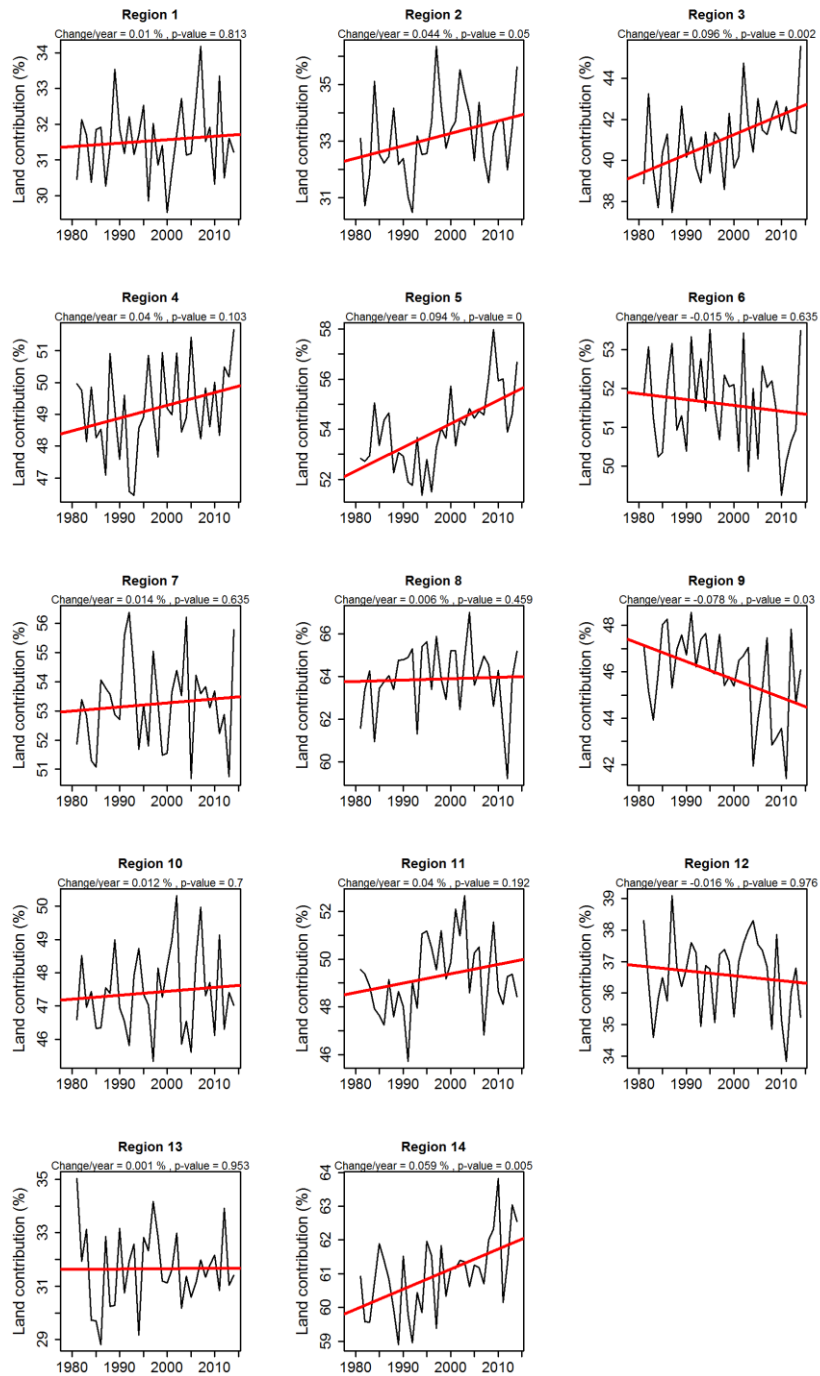 Region 1
Change/year = 0.01 % , p-value = 0.813
Land contribution (%)
34
33
32
31
30
1980 1990 2000 2010
Region 2
Change/year = 0.044 % , p-value = 0.05
Land contribution (%)
35
33
31
1980 1990 2000 2010
Region 3
Change/year = 0.096 % , p-value = 0.002
Land contribution (%)
44
42
40
38
1980 1990 2000 2010
Region 4
Change/year = 0.04 % , p-value = 0.103
Land contribution (%)
51
50
49
48
47
1980 1990 2000 2010
Region 5
Change/year = 0.094 % , p-value = 0
Land contribution (%)
58
56
54
52
1980 1990 2000 2010
Region 6
Change/year = -0.015 % , p-value = 0.635
Land contribution (%)
53
52
51
50
1980 1990 2000 2010
Region 7
Change/year = 0.014 % , p-value = 0.635
Land contribution (%)
56
55
54
53
52
51
1980 1990 2000 2010
Region 8
Change/year = 0.006 % , p-value = 0.459
Land contribution (%)
66
64
62
60
1980 1990 2000 2010
Region 9
Change/year = -0.078 % , p-value = 0.03
Land contribution (%)
48
46
44
42
1980 1990 2000 2010
Region 10
Change/year = 0.012 % , p-value = 0.7
Land contribution (%)
50
49
48
47
46
1980 1990 2000 2010
Region 11
Change/year = 0.04 % , p-value = 0.192
Land contribution (%)
52
50
48
46
1980 1990 2000 2010
Region 12
Change/year = -0.016 % , p-value = 0.976
Land contribution (%)
39
38
37
36
35
34
1980 1990 2000 2010
Region 13
Change/year = 0.001 % , p-value = 0.953
Land contribution (%)
35
33
31
29
1980 1990 2000 2010
Region 14
Change/year = 0.059 % , p-value = 0.005
Land contribution (%)
64
63
62
61
60
59
1980 1990 2000 2010